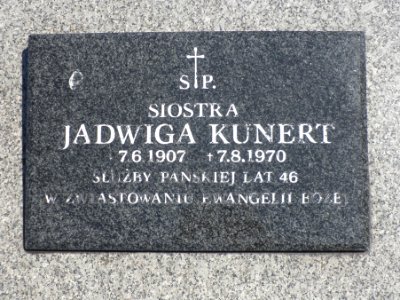 Ś†P.
SIOSTRA
JADWIGA KUNERT
7.6.1907 +7.8.1970
SŁUŻBY PAŃSKIEJ LAT 46
W ZWIASTOWANIU EWANGELII BOŻEJ